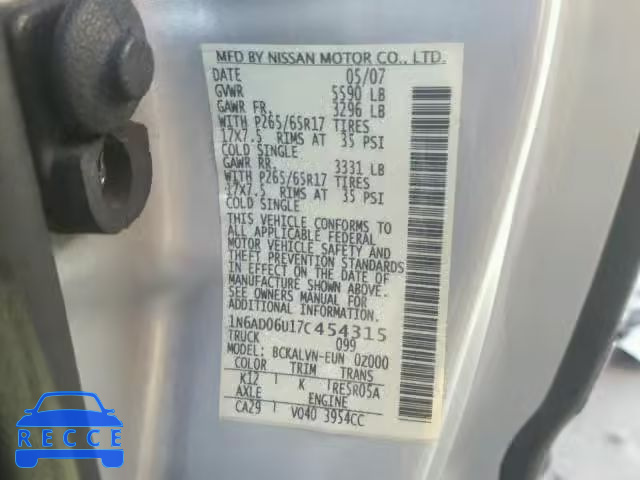 MFD BY NISSAN MOTOR CO., LTD.
DATE 05/07
GVWR 5590 LB
GAWR FR. 3296 LB
WITH P265/65R17 TIRES
17X7.5 RIMS AT 35 PSI
COLD SINGLE
GAWR RR 3331 LB
WITH P265/65R17 TIRES
17X7.5 RIMS AT 35 PSI
COLD SINGLE
THIS VEHICLE CONFORMS TO
ALL APPLICABLE FEDERAL
MOTOR VEHICLE SAFETY AND
THEFT PREVENTION STANDARDS
IN EFFECT ON THE DATE OF
MANUFACTURE SHOWN ABOVE.
SEE OWNERS MANUAL FOR
ADDITIONAL INFORMATION.
1N6AD06U17C454315
TRUCK 099
MODEL: BCKALVN-EUN 02000
COLOR TRIM TRANS
K12 K RE5R05A
AXLE ENGINE
CA29 VQ40 3954CC
DECODE
VIN.COM